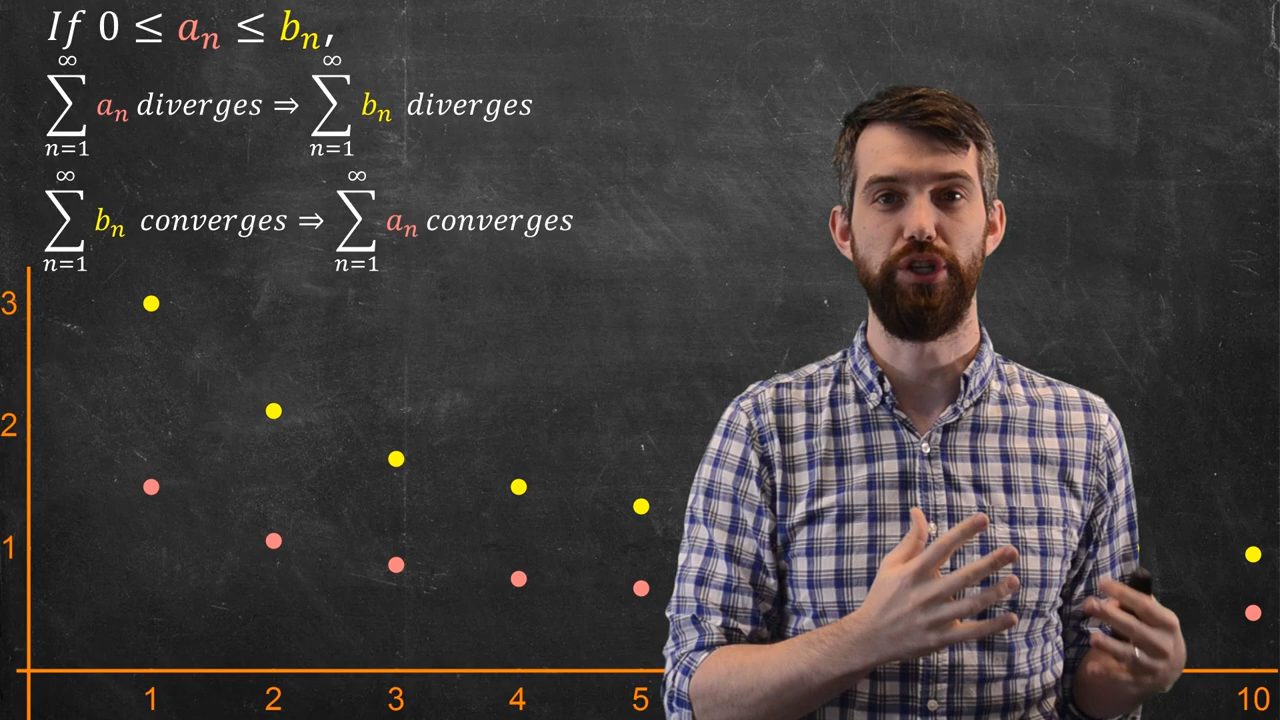 If 0 ≤ aₙ ≤ bₙ,
∞ ∞
∑ aₙ diverges ⇒ ∑ bₙ diverges
n=1 n=1
∞ ∞
∑ bₙ converges ⇒ ∑ aₙ converges
n=1 n=1
3
2
1
1 2 3 4 5 10